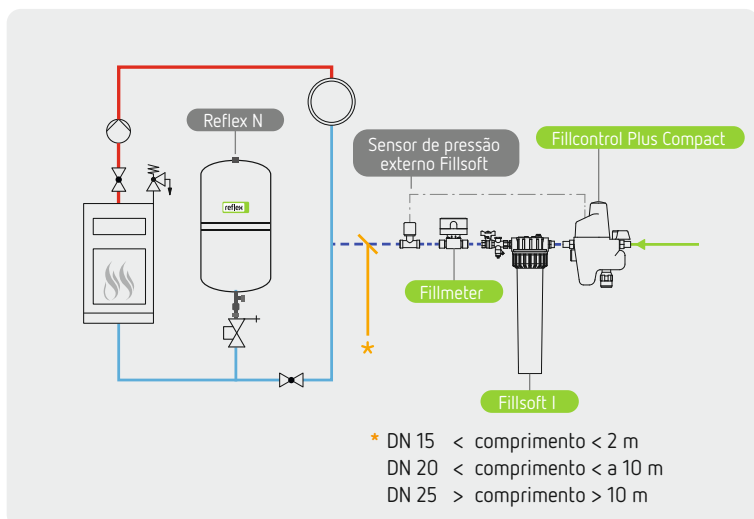 Reflex N
reflex
Sensor de pressão
externo Fillsoft
Fillcontrol Plus Compact
Fillmeter
*
Fillsoft I
* DN 15 < comprimento < 2 m
DN 20 < comprimento < a 10 m
DN 25 > comprimento > 10 m